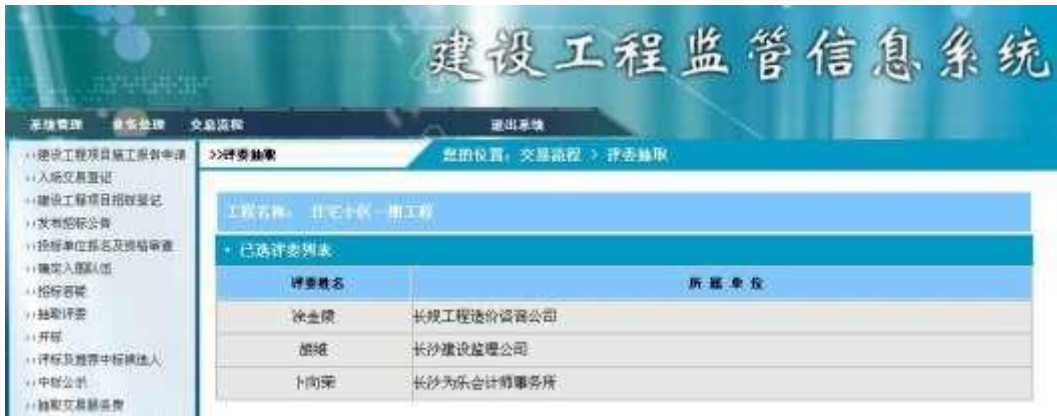 建设工程监管信息系统
系统管理 业务处理 交易流程 退出系统
>>评委抽取 您的位置：交易流程 > 评委抽取
››建设工程项目施工报备申请
››入场交易登记
››建设工程项目招标登记
››发布招标公告
››投标单位报名及资格审查
››确定入围队伍
››招标答疑
››抽取评委
››开标
››评标及推荐中标候选人
››中标公示
››抽取交易服务费
工程名称： 住宅小区一期工程
• 已选评委列表
评委姓名 所属单位
涂金陵 长规工程造价咨询公司
胡维 长沙建设监理公司
卜向荣 长沙为乐会计师事务所